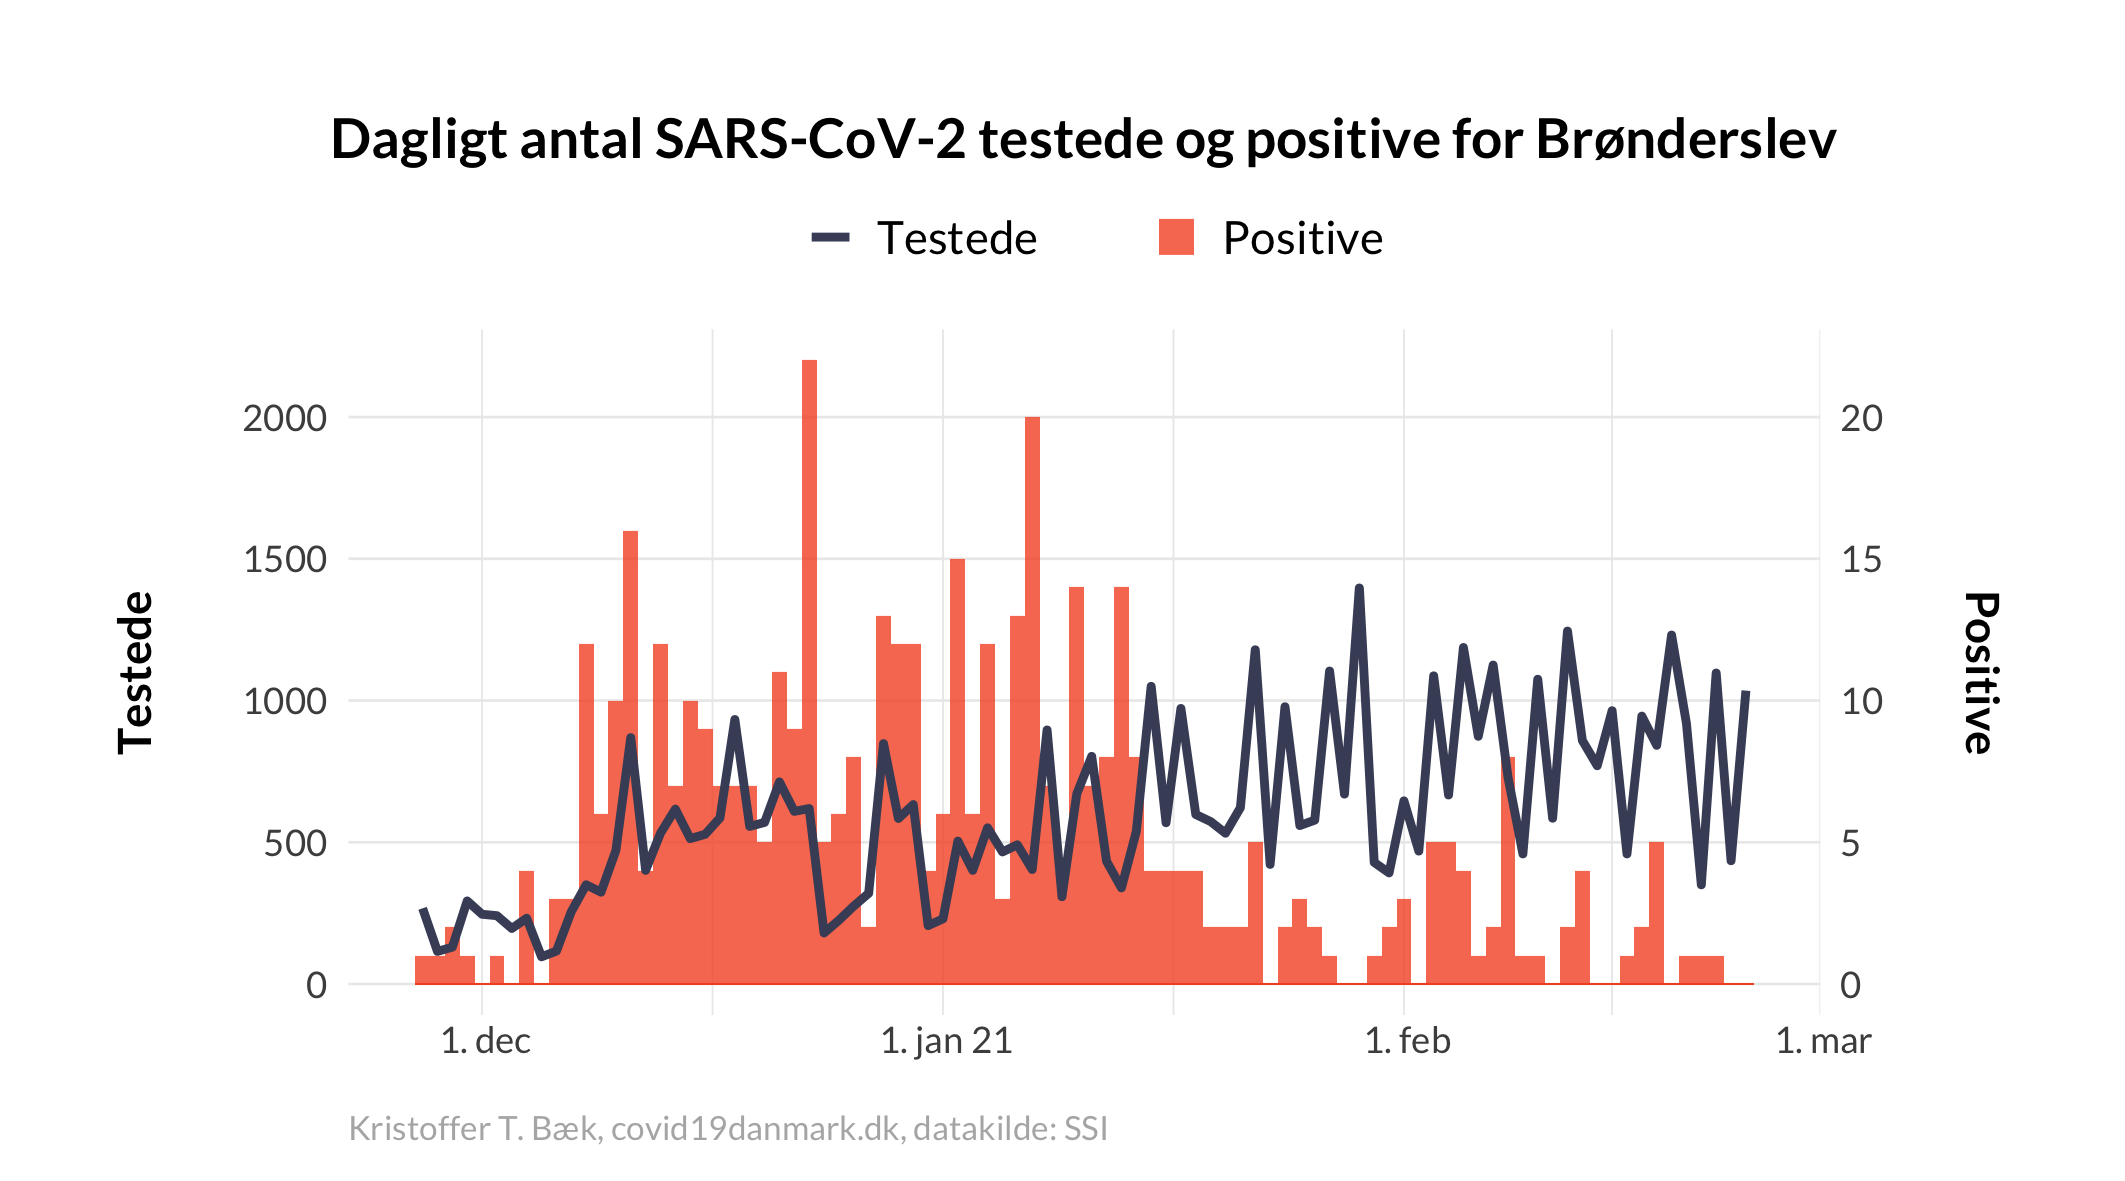 Dagligt antal SARS-CoV-2 testede og positive for Brønderslev
Testede
Positive
2000
1500
1000
500
0
Testede
20
15
10
5
0
Positive
1. dec
1. jan 21
1. feb
1. mar
Kristoffer T. Bæk, covid19danmark.dk, datakilde: SSI